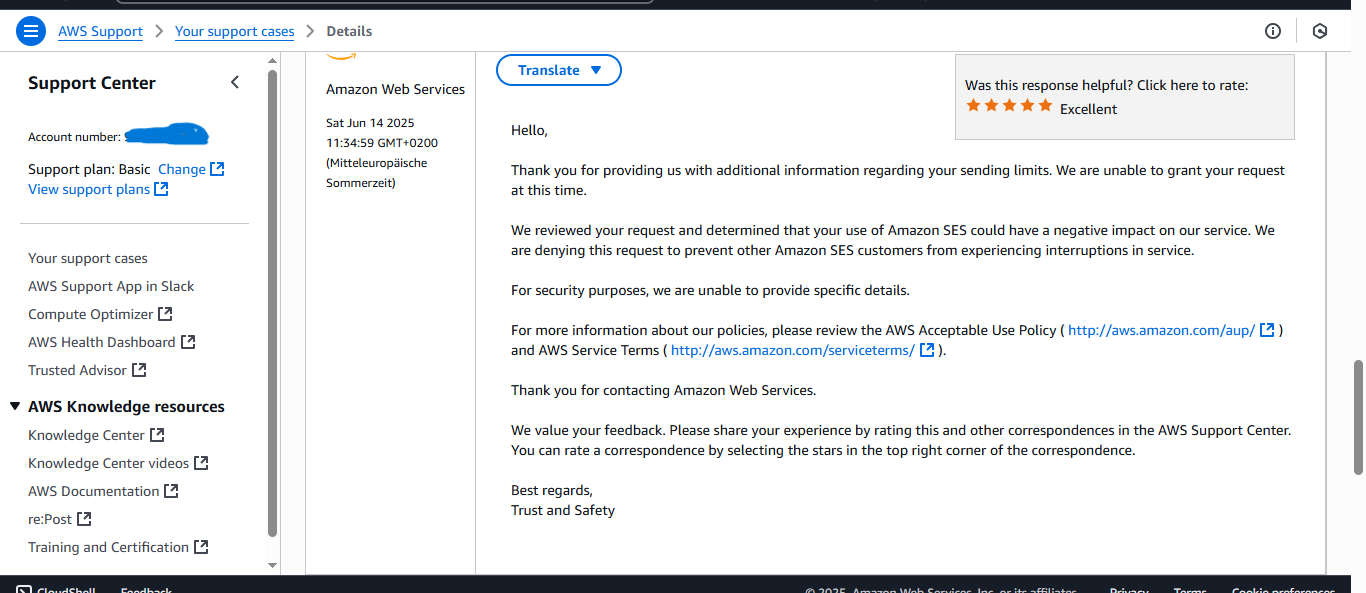 AWS Support
Your support cases
Details
Support Center
Account number:
Support plan: Basic Change
View support plans
Your support cases
AWS Support App in Slack
Compute Optimizer
AWS Health Dashboard
Trusted Advisor
AWS Knowledge resources
Knowledge Center
Knowledge Center videos
AWS Documentation
re:Post
Training and Certification
Amazon Web Services
Sat Jun 14 2025
11:34:59 GMT+0200
(Mitteleuropäische
Sommerzeit)
Translate
Was this response helpful? Click here to rate:
Excellent
Hello,
Thank you for providing us with additional information regarding your sending limits. We are unable to grant your request
at this time.
We reviewed your request and determined that your use of Amazon SES could have a negative impact on our service. We
are denying this request to prevent other Amazon SES customers from experiencing interruptions in service.
For security purposes, we are unable to provide specific details.
For more information about our policies, please review the AWS Acceptable Use Policy ( http://aws.amazon.com/aup/ )
and AWS Service Terms ( http://aws.amazon.com/serviceterms/ ).
Thank you for contacting Amazon Web Services.
We value your feedback. Please share your experience by rating this and other correspondences in the AWS Support Center.
You can rate a correspondence by selecting the stars in the top right corner of the correspondence.
Best regards,
Trust and Safety
CloudShell
Feedback
© 2025, Amazon Web Services, Inc. or its affiliates.
Privacy
Terms
Cookie preferences